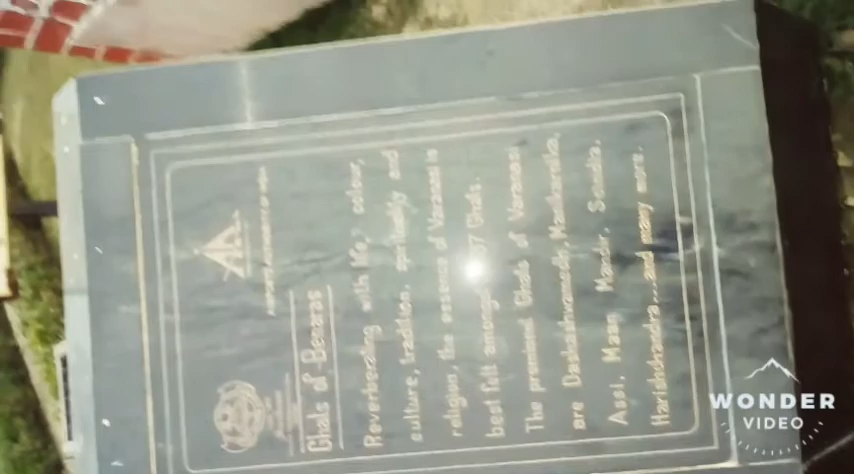 Ghats of Benaras
Reverberating with life, colour,
culture, tradition, spirituality and
religion, the essence of Varanasi is
best felt amongst 87 Ghats.
The prominent Ghats of Varanasi
are Dashashwamedh, Manikarnika,
Assi, Maan Mandir, Scindia,
Harishchandra...and many more.
WONDER
VIDEO